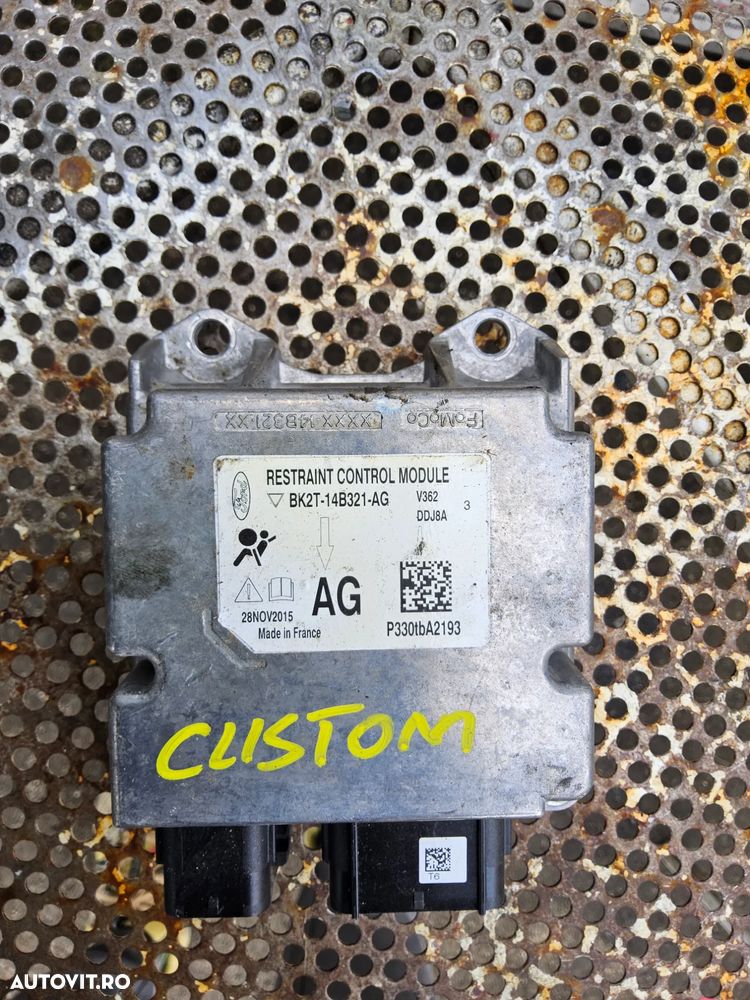 XXXX-14B321-XX FoMoCo
Ford
RESTRAINT CONTROL MODULE
BK2T-14B321-AG V362
DDJ8A 3
AG
28NOV2015
Made in France P330tbA2193
CUSTOM
T6
AUTOVIT.RO